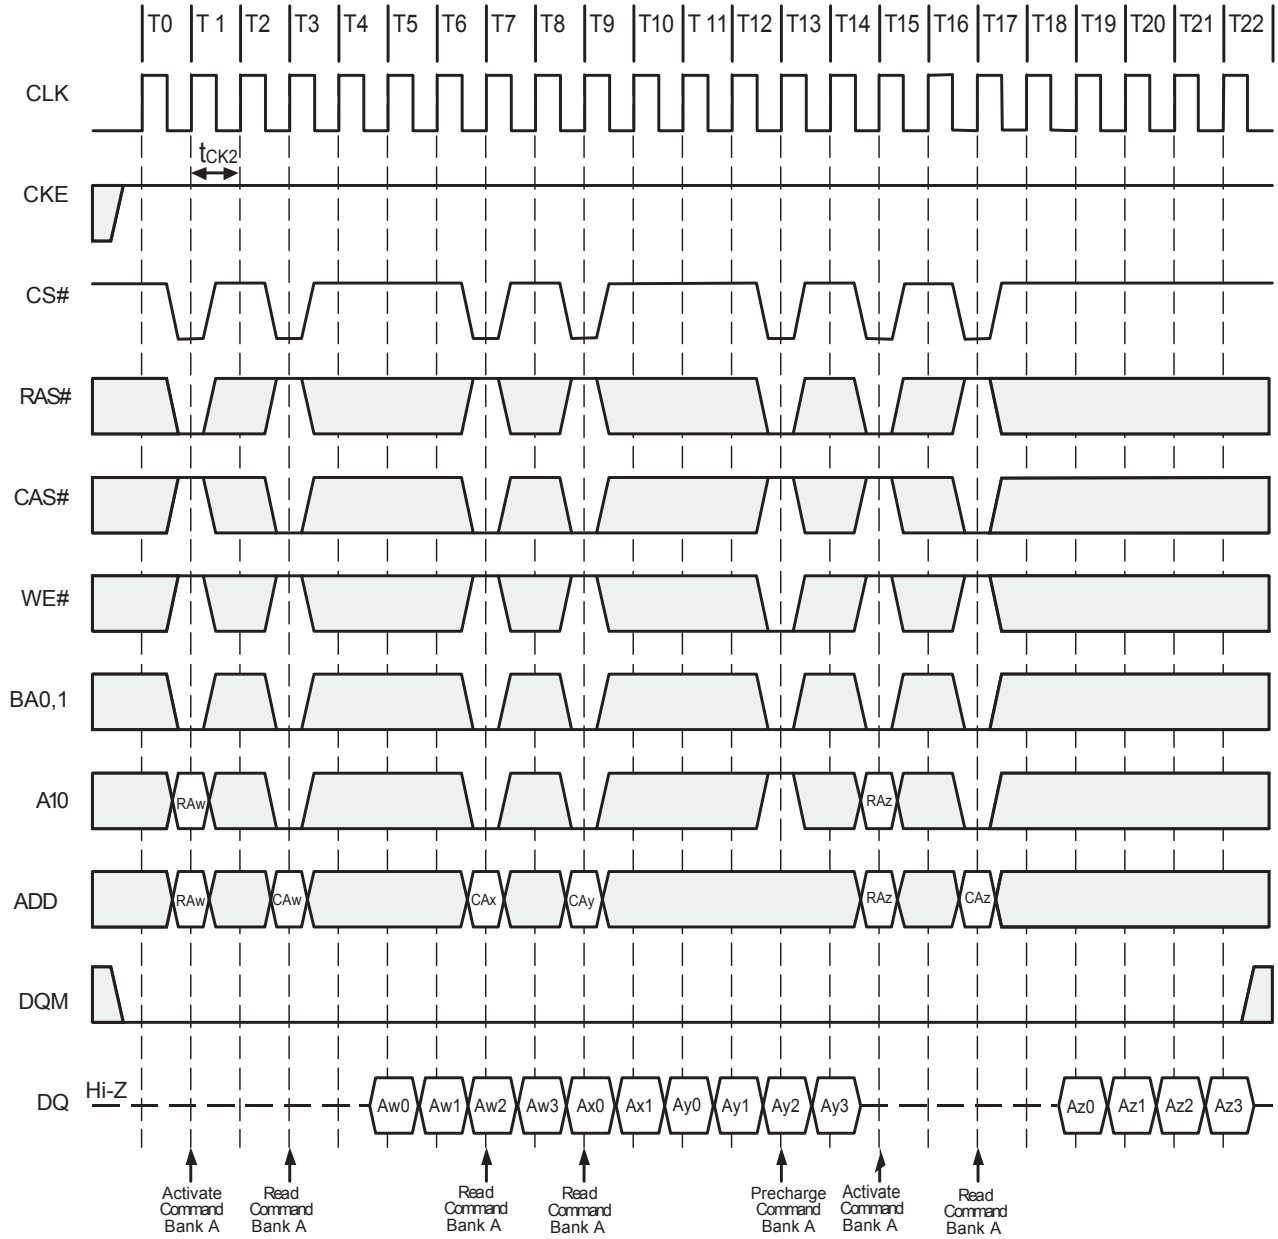 T0 T 1 T2 T3 T4 T5 T6 T7 T8 T9 T10 T 11 T12 T13 T14 T15 T16 T17 T18 T19 T20 T21 T22
CLK
tCK2
CKE
CS#
RAS#
CAS#
WE#
BA0,1
A10 RAw RAz
ADD RAw CAw CAx CAy RAz CAz
DQM
DQ Hi-Z Aw0 Aw1 Aw2 Aw3 Ax0 Ax1 Ay0 Ay1 Ay2 Ay3 Az0 Az1 Az2 Az3
Activate
Command
Bank A
Read
Command
Bank A
Read
Command
Bank A
Read
Command
Bank A
Precharge
Command
Bank A
Activate
Command
Bank A
Read
Command
Bank A